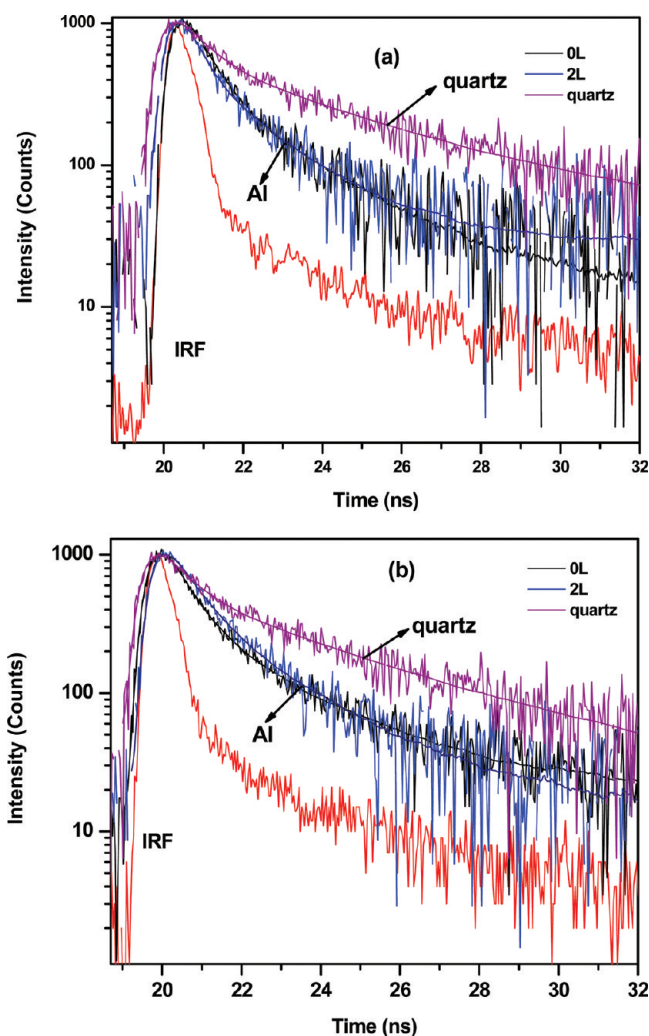 1000
(a)
0L
2L
quartz
quartz
100
Al
Intensity (Counts)
10
IRF
20 22 24 26 28 30 32
Time (ns)
1000
(b)
0L
2L
quartz
quartz
100
Al
Intensity (Counts)
10
IRF
20 22 24 26 28 30 32
Time (ns)